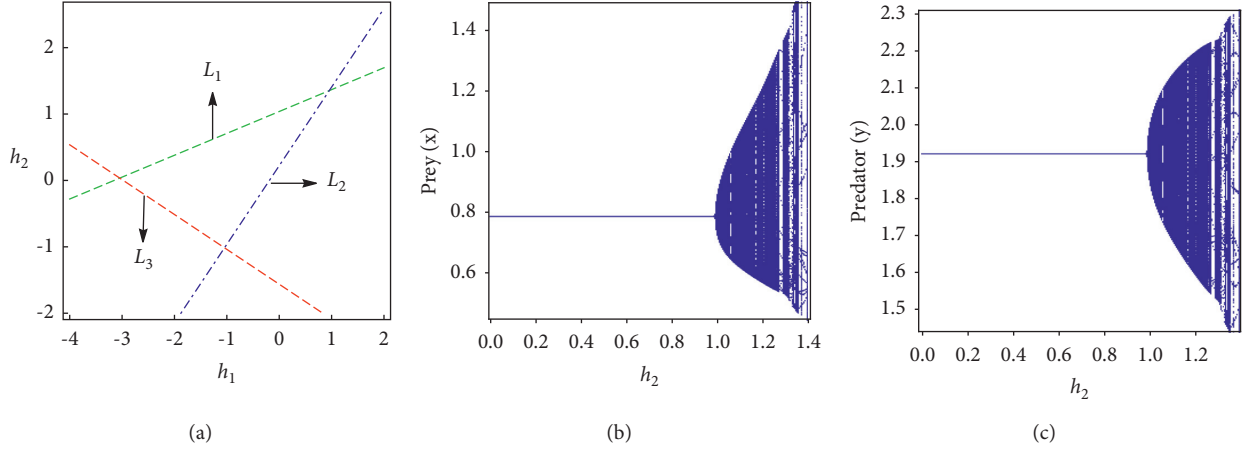 2
1
0
-1
-2
h2
L1
L2
L3
-4 -3 -2 -1 0 1 2
h1
(a)
1.4
1.2
1.0
0.8
0.6
Prey (x)
0.0 0.2 0.4 0.6 0.8 1.0 1.2 1.4
h2
(b)
2.3
2.2
2.1
2.0
1.9
1.8
1.7
1.6
1.5
Predator (y)
0.0 0.2 0.4 0.6 0.8 1.0 1.2
h2
(c)